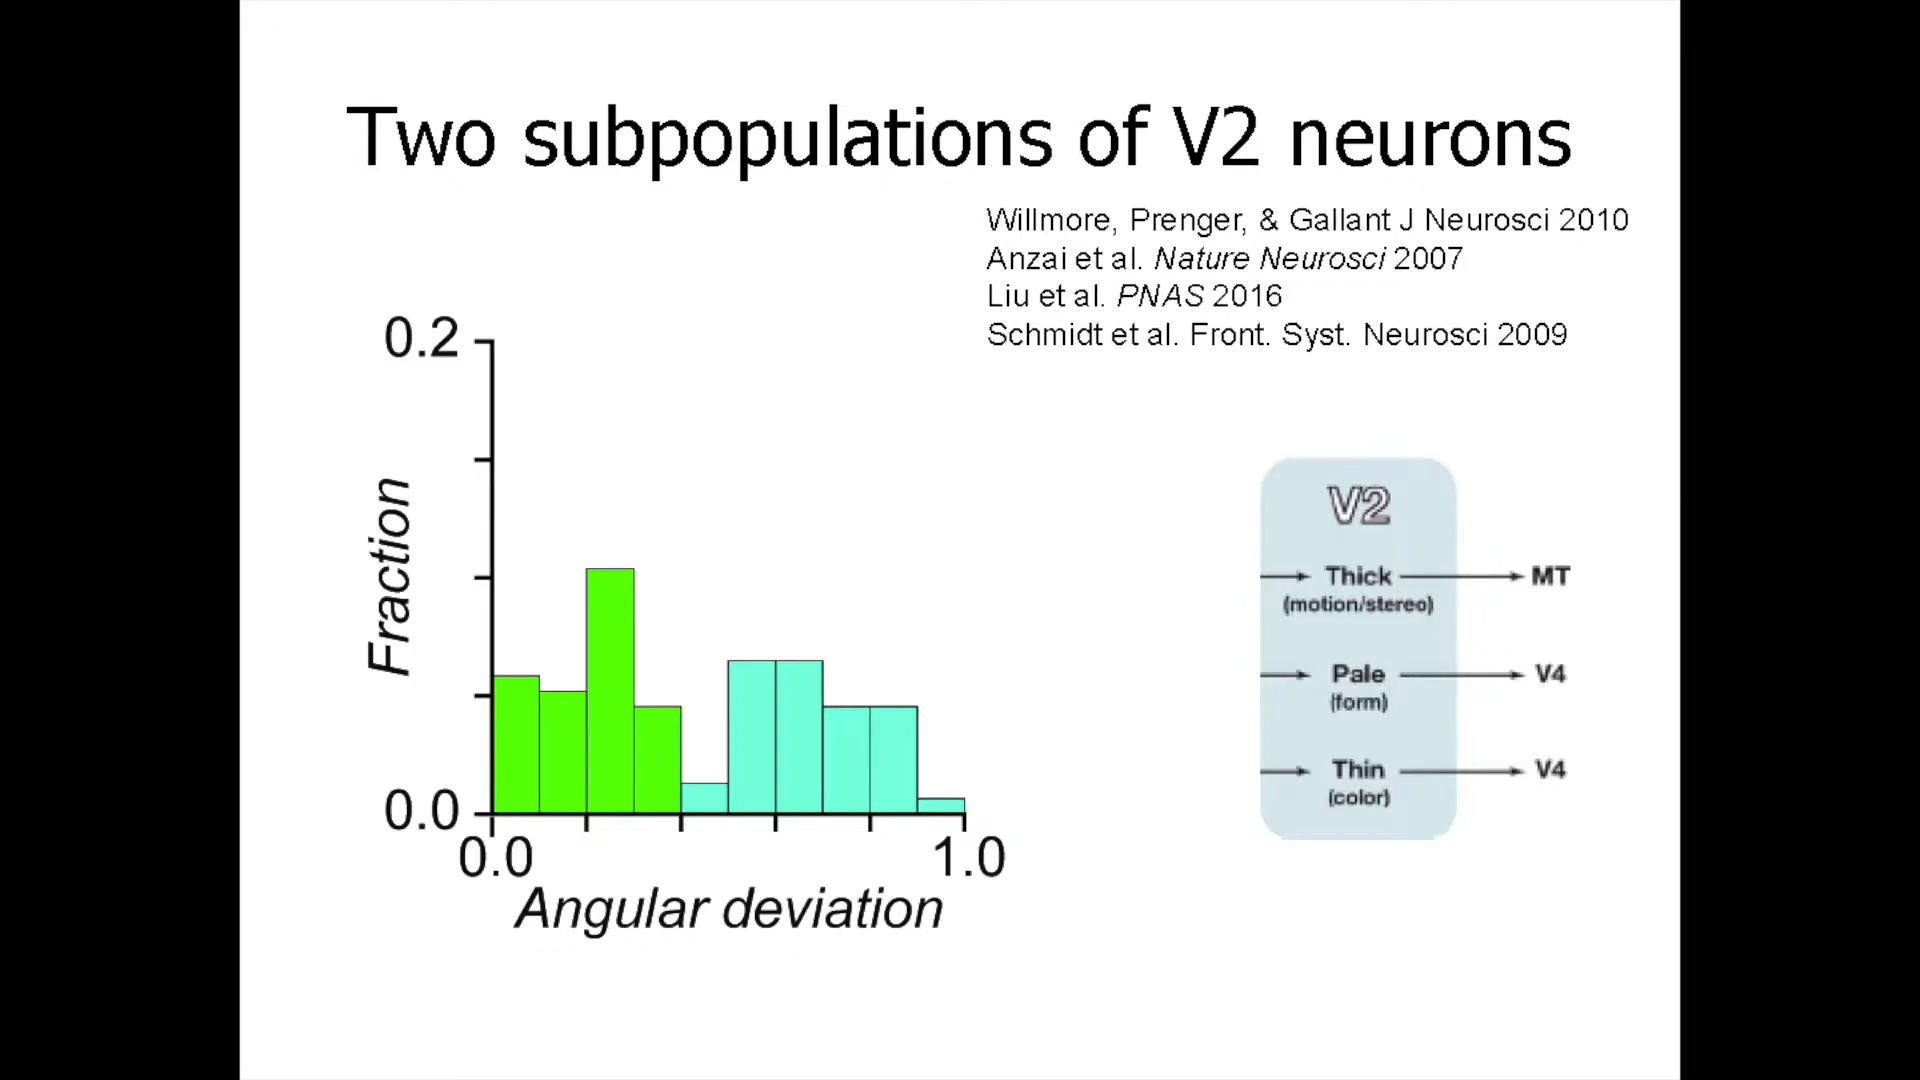 Two subpopulations of V2 neurons
Willmore, Prenger, & Gallant J Neurosci 2010
Anzai et al. Nature Neurosci 2007
Liu et al. PNAS 2016
Schmidt et al. Front. Syst. Neurosci 2009
0.2
Fraction
0.0
0.0 1.0
Angular deviation
V2
Thick MT
(motion/stereo)
Pale V4
(form)
Thin V4
(color)